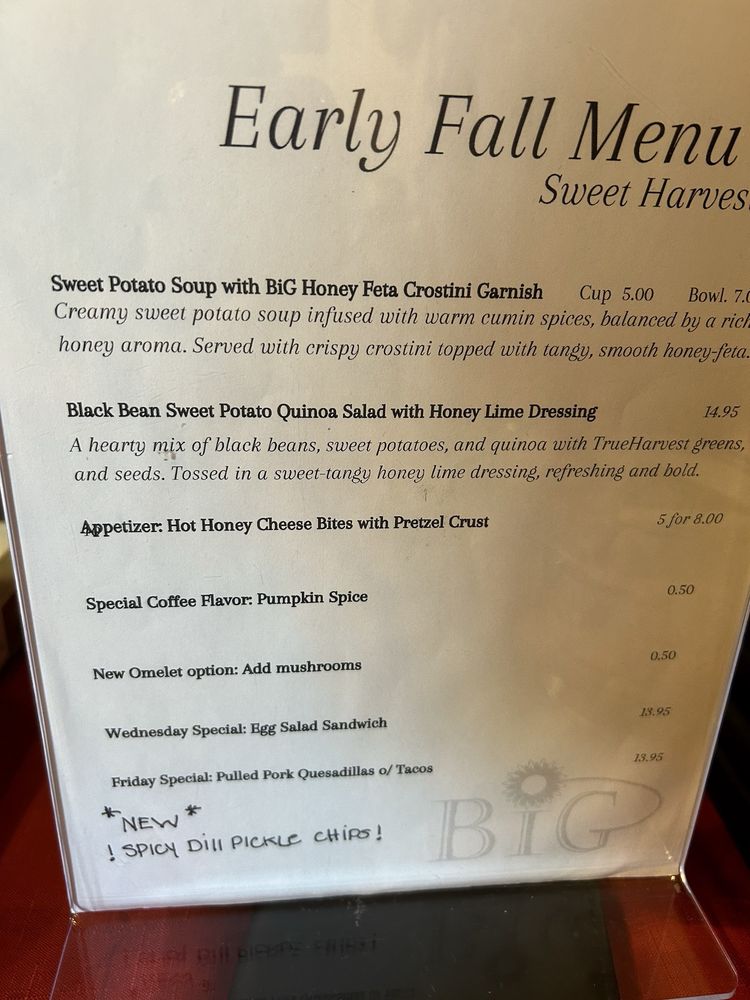 Early Fall Menu
Sweet Harves
Sweet Potato Soup with BiG Honey Feta Crostini Garnish Cup 5.00 Bowl. 7.0
Creamy sweet potato soup infused with warm cumin spices, balanced by a rich
honey aroma. Served with crispy crostini topped with tangy, smooth honey-feta.
Black Bean Sweet Potato Quinoa Salad with Honey Lime Dressing 14.95
A hearty mix of black beans, sweet potatoes, and quinoa with TrueHarvest greens,
and seeds. Tossed in a sweet-tangy honey lime dressing, refreshing and bold.
Appetizer: Hot Honey Cheese Bites with Pretzel Crust 5 for 8.00
Special Coffee Flavor: Pumpkin Spice 0.50
New Omelet option: Add mushrooms 0.50
Wednesday Special: Egg Salad Sandwich 13.95
Friday Special: Pulled Pork Quesadillas o/ Tacos 13.95
*NEW*
! SPICY Dill PICKLE CHIPS!
BiG